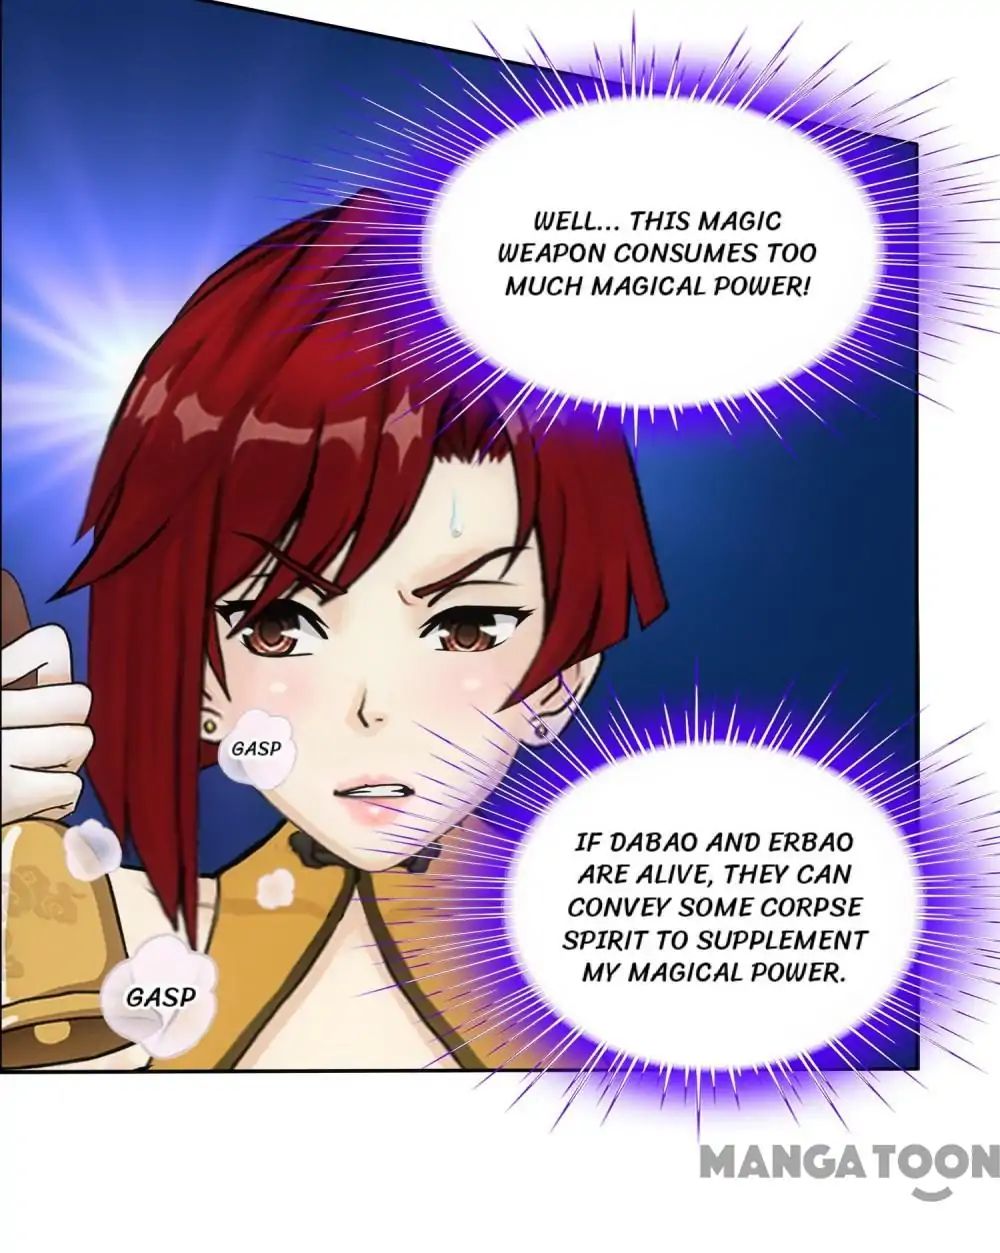 WELL... THIS MAGIC
WEAPON CONSUMES TOO
MUCH MAGICAL POWER!
GASP
IF DABAO AND ERBAO
ARE ALIVE, THEY CAN
CONVEY SOME CORPSE
SPIRIT TO SUPPLEMENT
MY MAGICAL POWER.
GASP
MANGATOON